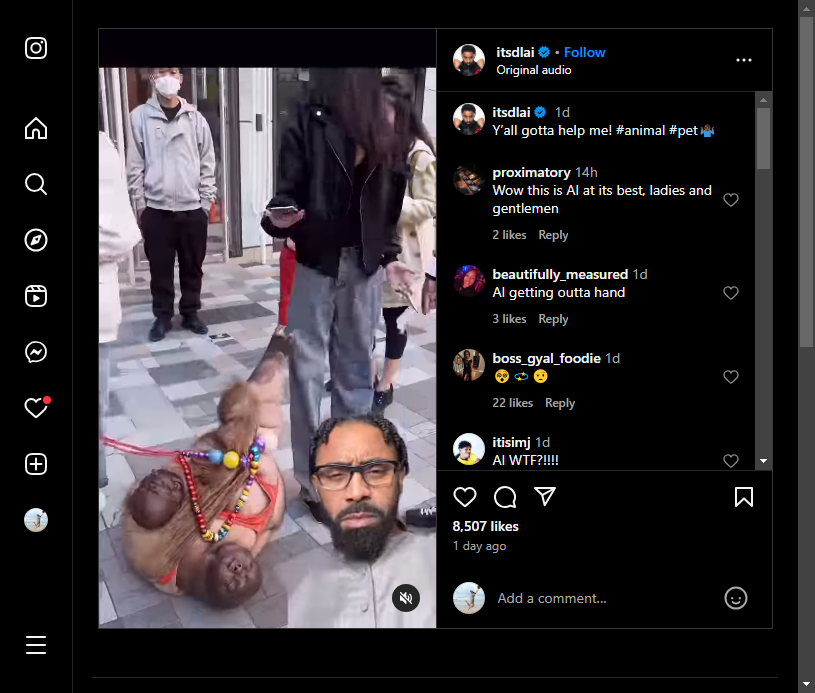 itsdlai • Follow
Original audio
itsdlai 1d
Y'all gotta help me! #animal #pet🤷🏾‍♂️
proximatory 14h
Wow this is AI at its best, ladies and
gentlemen
2 likes Reply
beautifully_measured 1d
AI getting outta hand
3 likes Reply
boss_gyal_foodie 1d
😵💫🫡
22 likes Reply
itisimj 1d
AI WTF?!!!!
8,507 likes
1 day ago
Add a comment...